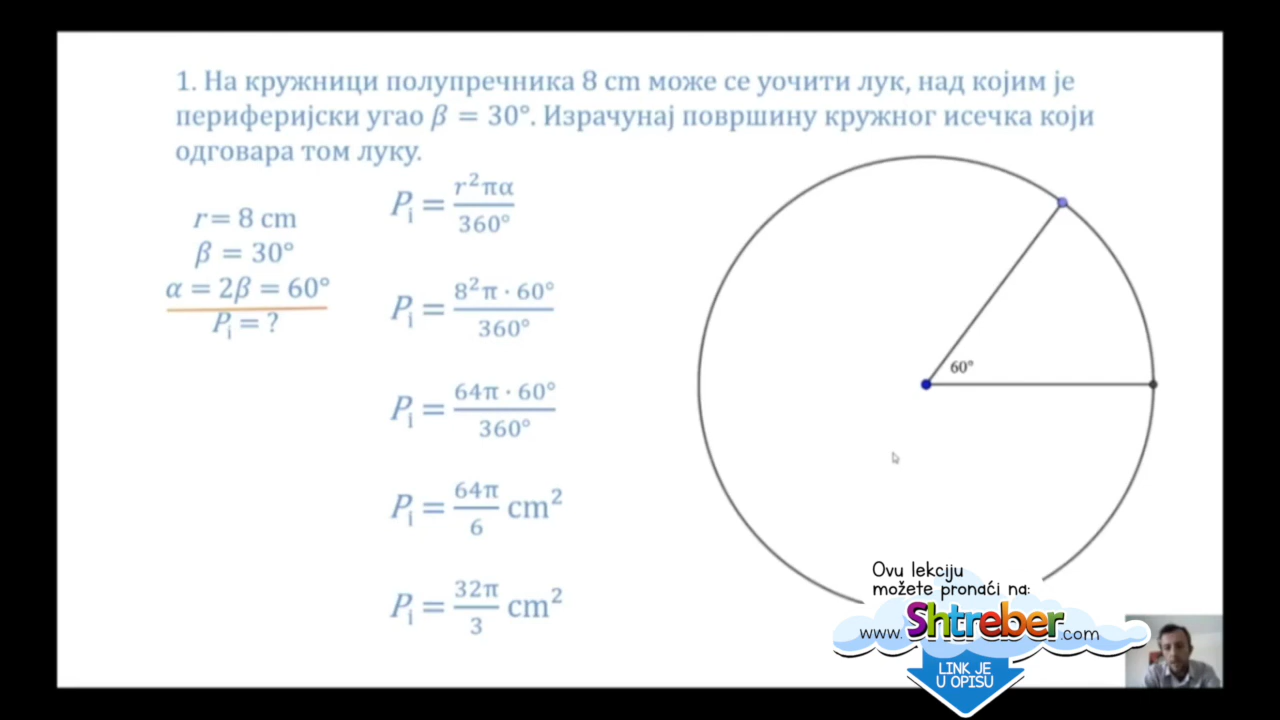 1. На кружници полупречника 8 cm може се уочити лук, над којим је
периферијски угао β = 30°. Израчунај површину кружног исечка који
одговара том луку.
r = 8 cm
β = 30°
α = 2β = 60°
Pᵢ = ?
Pᵢ = r²πα / 360°
Pᵢ = 8²π · 60° / 360°
Pᵢ = 64π · 60° / 360°
Pᵢ = 64π / 6 cm²
Pᵢ = 32π / 3 cm²
60°
Ovu lekciju
možete pronaći na:
www.Shtreber.com
LINK JE
U OPISU